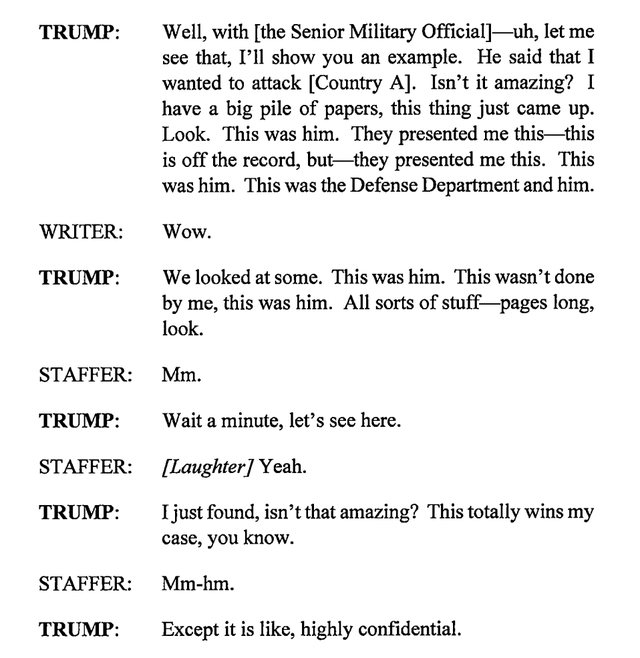 TRUMP: Well, with [the Senior Military Official]—uh, let me
see that, I'll show you an example. He said that I
wanted to attack [Country A]. Isn't it amazing? I
have a big pile of papers, this thing just came up.
Look. This was him. They presented me this—this
is off the record, but—they presented me this. This
was him. This was the Defense Department and him.
WRITER: Wow.
TRUMP: We looked at some. This was him. This wasn't done
by me, this was him. All sorts of stuff—pages long,
look.
STAFFER: Mm.
TRUMP: Wait a minute, let's see here.
STAFFER: [Laughter] Yeah.
TRUMP: I just found, isn't that amazing? This totally wins my
case, you know.
STAFFER: Mm-hm.
TRUMP: Except it is like, highly confidential.